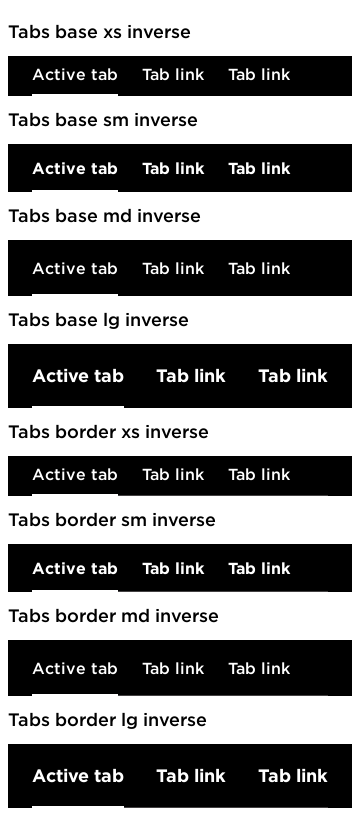 Tabs base xs inverse
Active tab Tab link Tab link
Tabs base sm inverse
Active tab Tab link Tab link
Tabs base md inverse
Active tab Tab link Tab link
Tabs base lg inverse
Active tab Tab link Tab link
Tabs border xs inverse
Active tab Tab link Tab link
Tabs border sm inverse
Active tab Tab link Tab link
Tabs border md inverse
Active tab Tab link Tab link
Tabs border lg inverse
Active tab Tab link Tab link